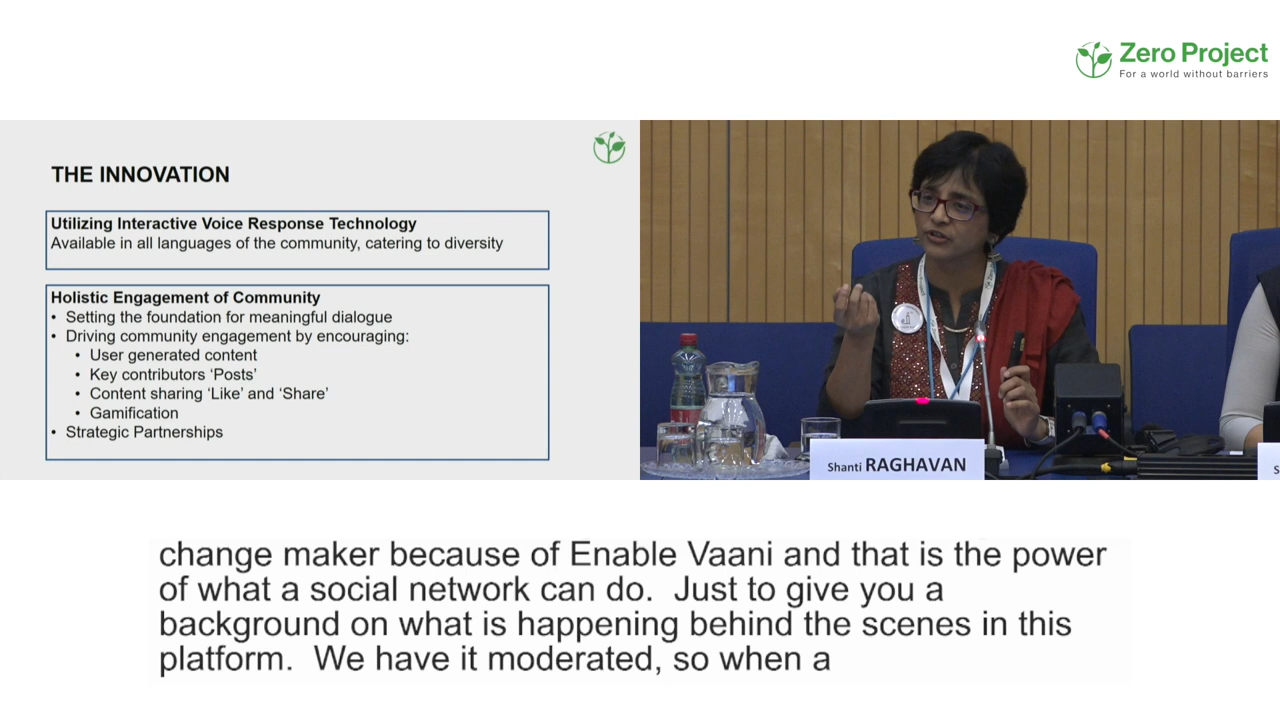 Zero Project
For a world without barriers
THE INNOVATION
Utilizing Interactive Voice Response Technology
Available in all languages of the community, catering to diversity
Holistic Engagement of Community
• Setting the foundation for meaningful dialogue
• Driving community engagement by encouraging:
• User generated content
• Key contributors ‘Posts’
• Content sharing ‘Like’ and ‘Share’
• Gamification
• Strategic Partnerships
Shanti RAGHAVAN
S
change maker because of Enable Vaani and that is the power
of what a social network can do. Just to give you a
background on what is happening behind the scenes in this
platform. We have it moderated, so when a